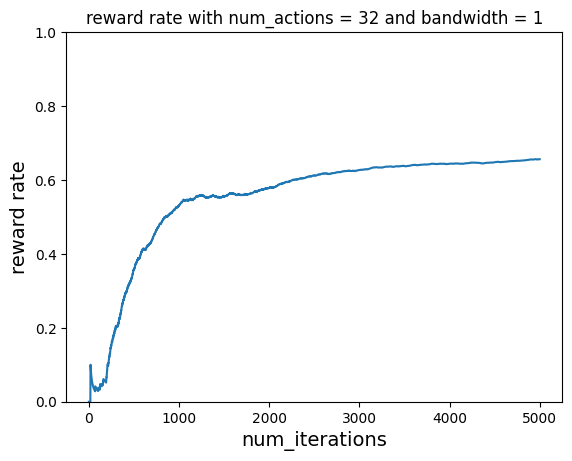 reward rate with num_actions = 32 and bandwidth = 1
1.0
0.8
0.6
0.4
0.2
0.0
reward rate
0 1000 2000 3000 4000 5000
num_iterations